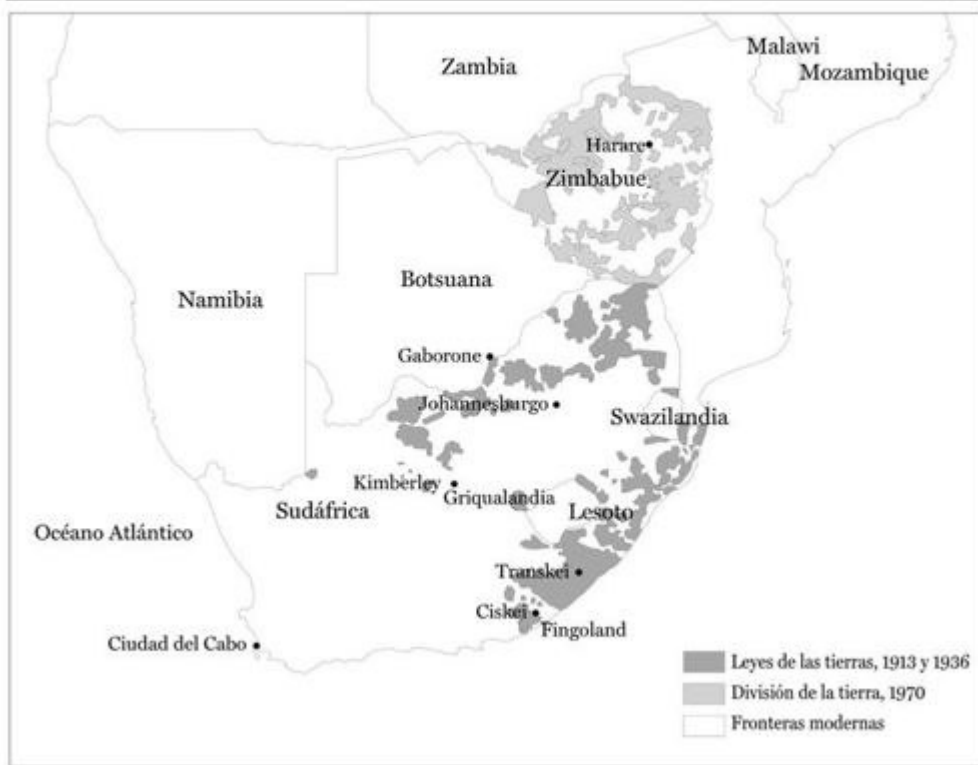 Malawi
Zambia
Mozambique
Harare
Zimbabue
Botsuana
Namibia
Gaborone
Johannesburgo
Swazilandia
Kimberley
Griqualandia
Sudáfrica
Lesoto
Océano Atlántico
Transkei
Ciskei
Fingoland
Ciudad del Cabo
Leyes de las tierras, 1913 y 1936
División de la tierra, 1970
Fronteras modernas